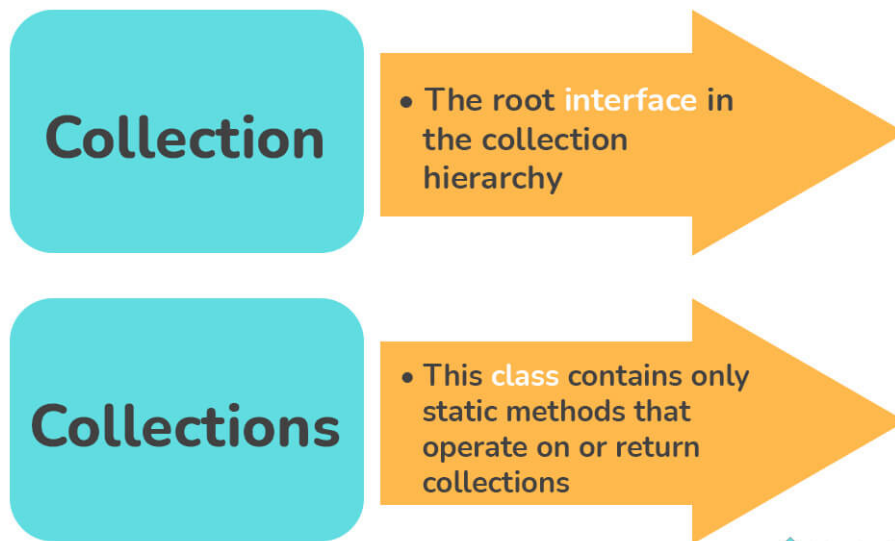 Collection
• The root interface in
the collection
hierarchy
Collections
• This class contains only
static methods that
operate on or return
collections